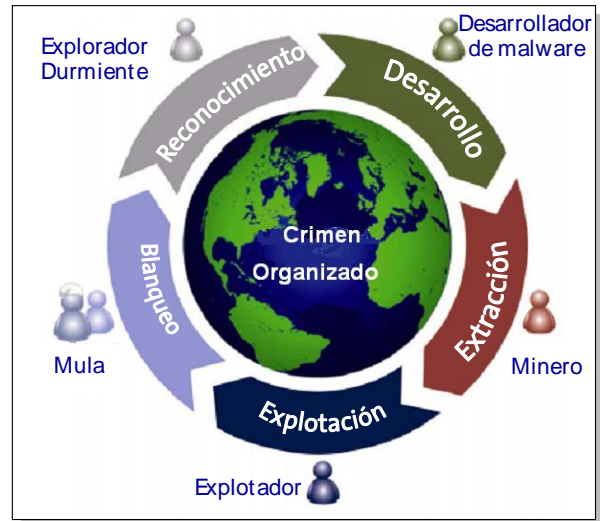 Explorador
Durmiente
Desarrollador
de malware
Reconocimiento
Desarrollo
Crimen
Organizado
Blanqueo
Extracción
Mula
Minero
Explotación
Explotador